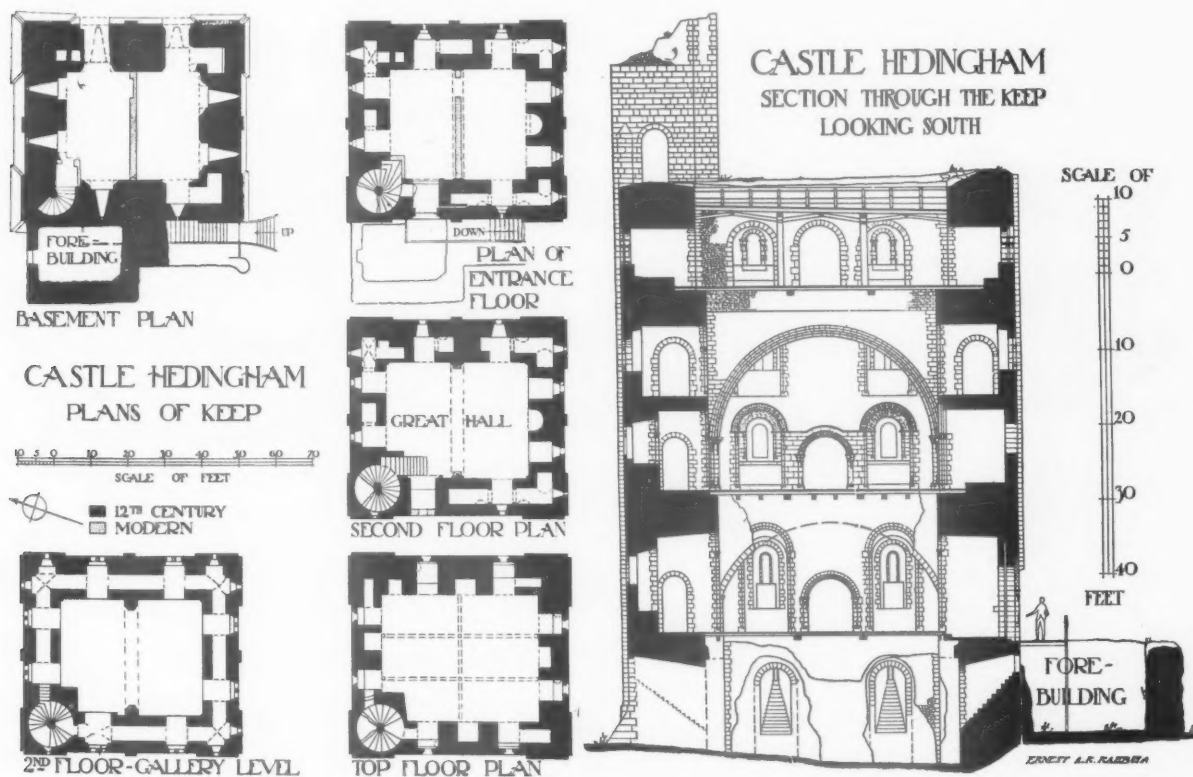 FORE-
BUILDING
UP
BASEMENT PLAN
DOWN
PLAN OF
ENTRANCE
FLOOR
CASTLE HEDINGHAM
PLANS OF KEEP
10 5 0 10 20 30 40 50 60 70
SCALE OF FEET
12TH CENTURY
MODERN
GREAT HALL
SECOND FLOOR PLAN
2ND FLOOR-GALLERY LEVEL
TOP FLOOR PLAN
CASTLE HEDINGHAM
SECTION THROUGH THE KEEP
LOOKING SOUTH
SCALE OF
10
5
0
10
20
30
40
FEET
FORE-
BUILDING
ERNEST A.R.